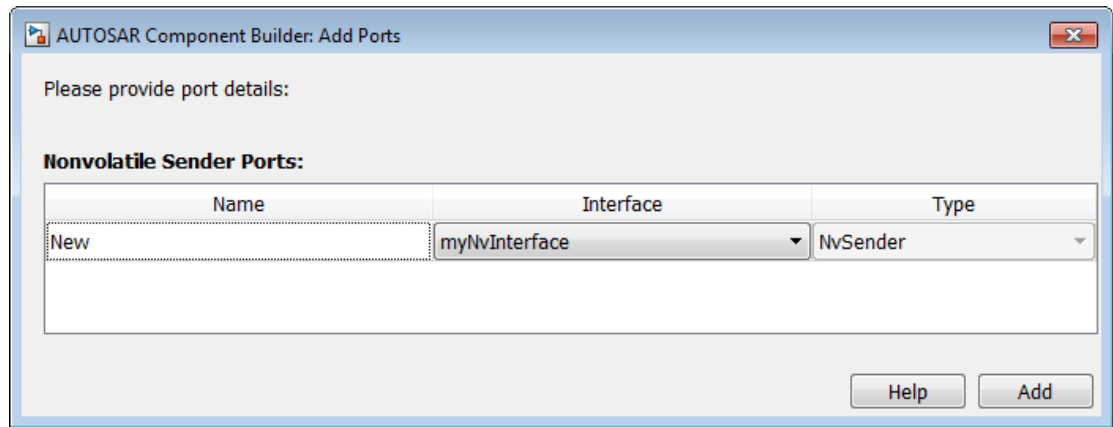 AUTOSAR Component Builder: Add Ports
Please provide port details:
Nonvolatile Sender Ports:
Name Interface Type
New myNvInterface NvSender
Help Add